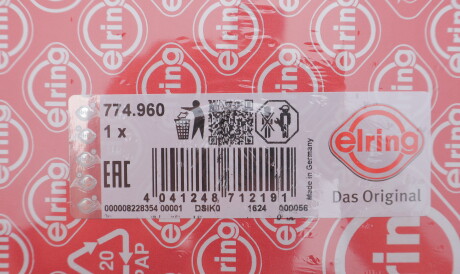 elring
774.960
1 x
EAC
4 041248 712191
000008228354 00001 DSIK0 1624 000056
Made in Germany
elring
Das Original
20
PAP